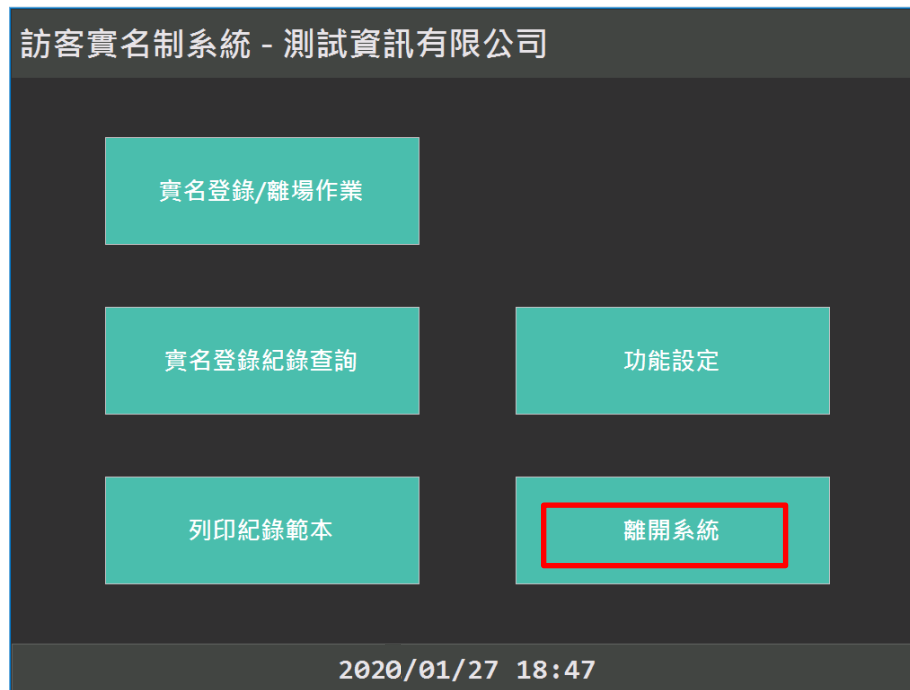 訪客實名制系統 - 測試資訊有限公司
實名登錄/離場作業
實名登錄紀錄查詢
功能設定
列印紀錄範本
離開系統
2020/01/27 18:47